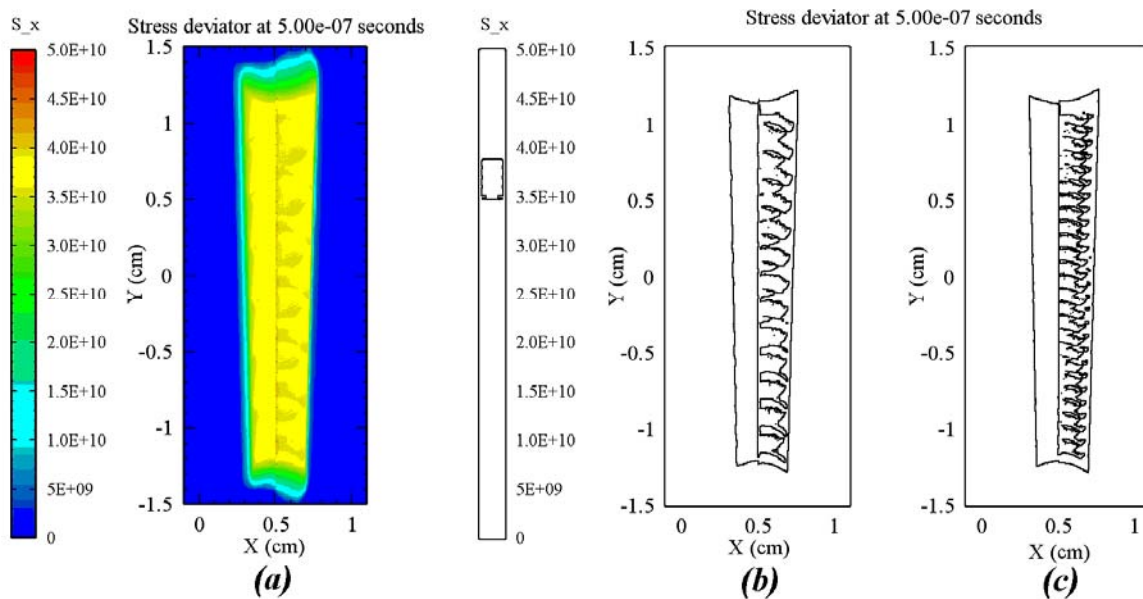 S_x
Stress deviator at 5.00e-07 seconds
5.0E+10
4.5E+10
4.0E+10
3.5E+10
3.0E+10
2.5E+10
2.0E+10
1.5E+10
1.0E+10
5E+09
0
Y (cm)
1.5
1
0.5
0
-0.5
-1
-1.5
0 0.5 1
X (cm)
(a)
S_x
5.0E+10
4.5E+10
4.0E+10
3.5E+10
3.0E+10
2.5E+10
2.0E+10
1.5E+10
1.0E+10
5E+09
0
Stress deviator at 5.00e-07 seconds
Y (cm)
1.5
1
0.5
0
-0.5
-1
-1.5
0 0.5 1
X (cm)
(b)
Y (cm)
1.5
1
0.5
0
-0.5
-1
-1.5
0 0.5 1
X (cm)
(c)